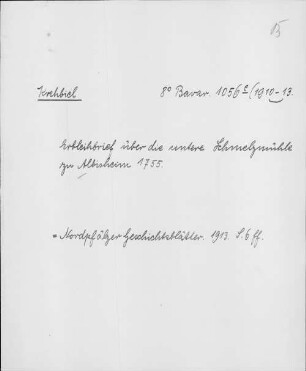 15
Krehbiel 8° Bavar. 1056 c (1910-13.
Erbleihbrief über die untere Schmelzmühle
zu Albisheim 1755.
* Nordpfälzer Geschichtsblätter. 1913. S. 6 ff.